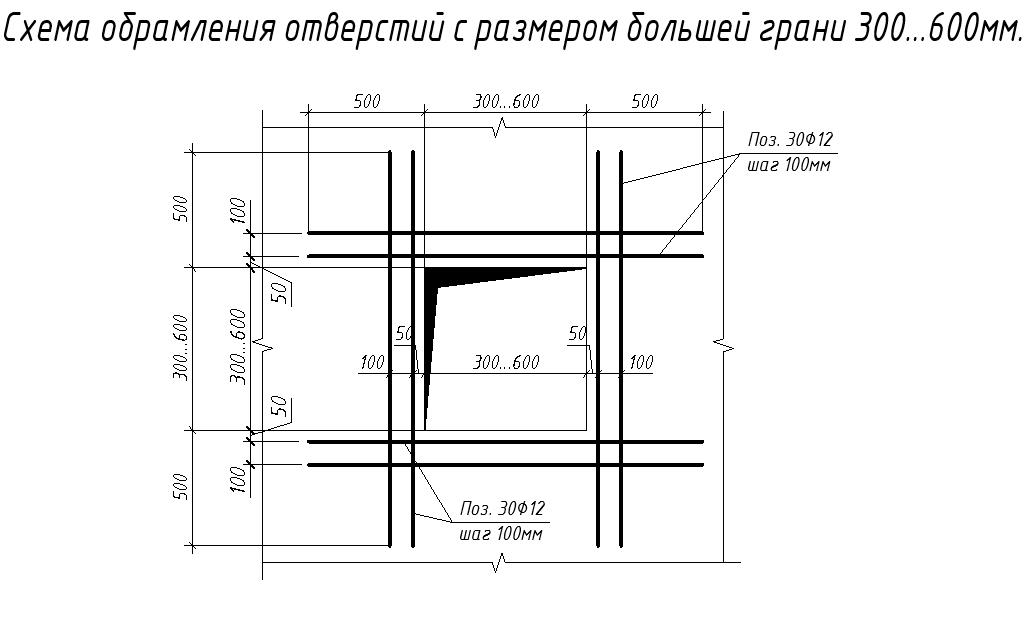 Схема обрамления отверстий с размером большей грани 300...600мм.
500 300...600 500
Поз. 30Ф12
шаг 100мм
500
100
50
300...600
300...600
50 50
100 300...600 100
50
500
100
Поз. 30Ф12
шаг 100мм